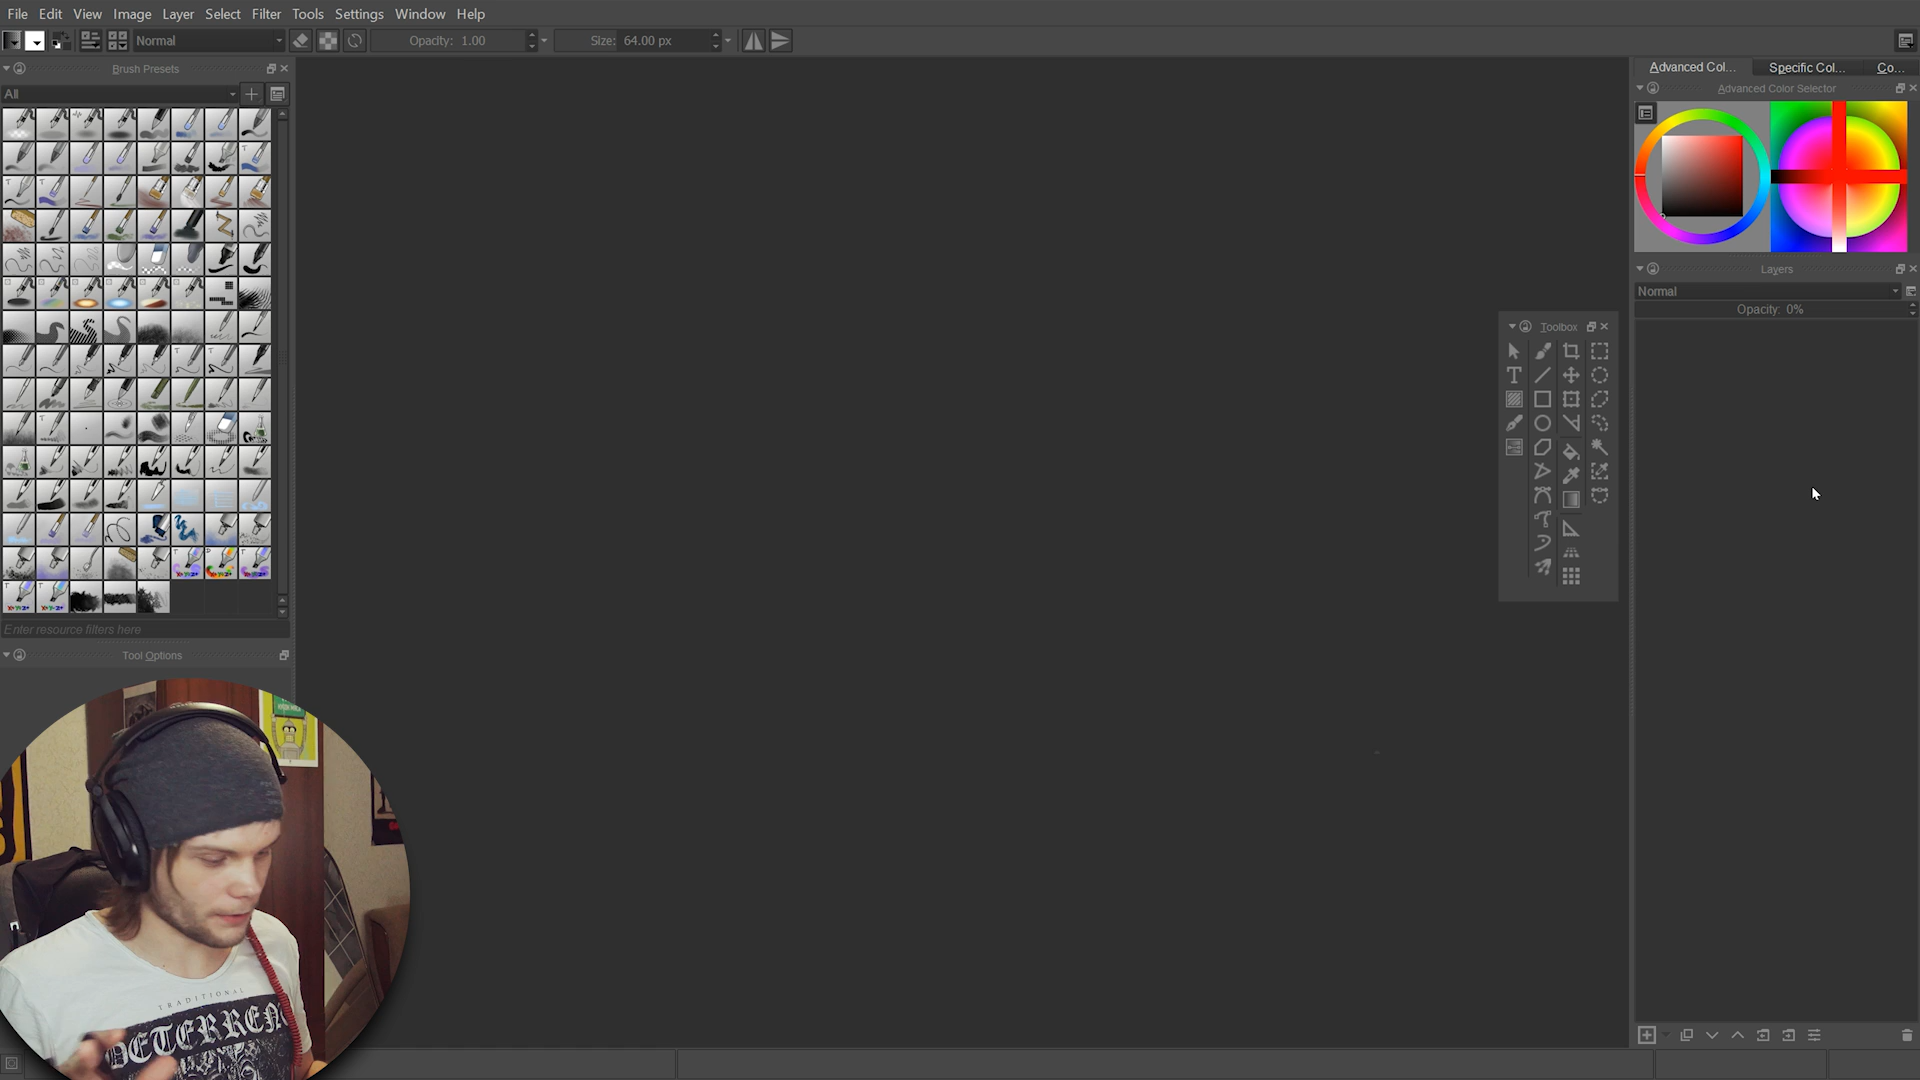 File Edit View Image Layer Select Filter Tools Settings Window Help
Normal Opacity: 1.00 Size: 64.00 px
Brush Presets
All
Enter resource filters here
Tool Options
Toolbox
Advanced Col... Specific Col... Co...
Advanced Color Selector
Layers
Normal
Opacity: 0%
TRADITIONAL